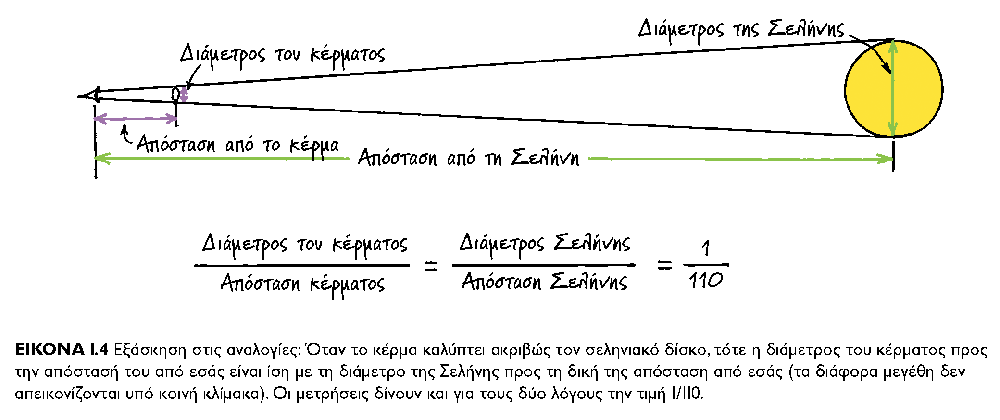 Διάμετρος της Σελήνης
Διάμετρος του κέρματος
Απόσταση από το κέρμα
Απόσταση από τη Σελήνη
Διάμετρος του κέρματος
Απόσταση κέρματος
=
Διάμετρος Σελήνης
Απόσταση Σελήνης
=
1
110
ΕΙΚΟΝΑ 1.4 Εξάσκηση στις αναλογίες: Όταν το κέρμα καλύπτει ακριβώς τον σεληνιακό δίσκο, τότε η διάμετρος του κέρματος προς
την απόστασή του από εσάς είναι ίση με τη διάμετρο της Σελήνης προς τη δική της απόσταση από εσάς (τα διάφορα μεγέθη δεν
απεικονίζονται υπό κοινή κλίμακα). Οι μετρήσεις δίνουν και για τους δύο λόγους την τιμή 1/110.